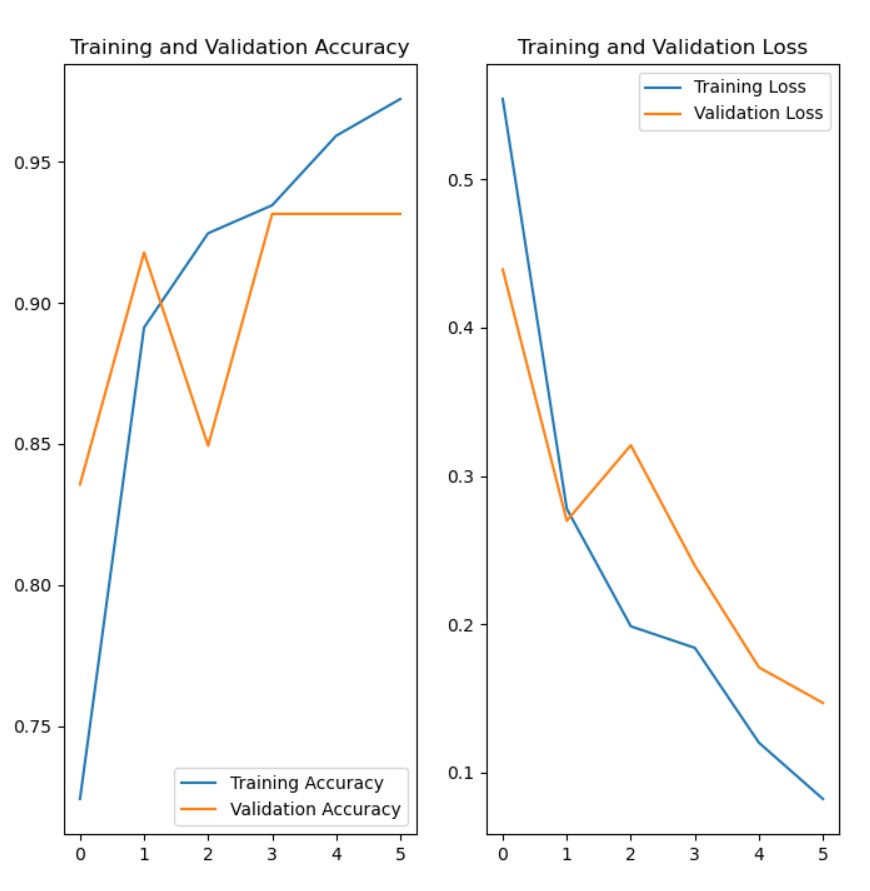 Training and Validation Accuracy
0.95
0.90
0.85
0.80
0.75
Training Accuracy
Validation Accuracy
0 1 2 3 4 5
Training and Validation Loss
Training Loss
Validation Loss
0.5
0.4
0.3
0.2
0.1
0 1 2 3 4 5